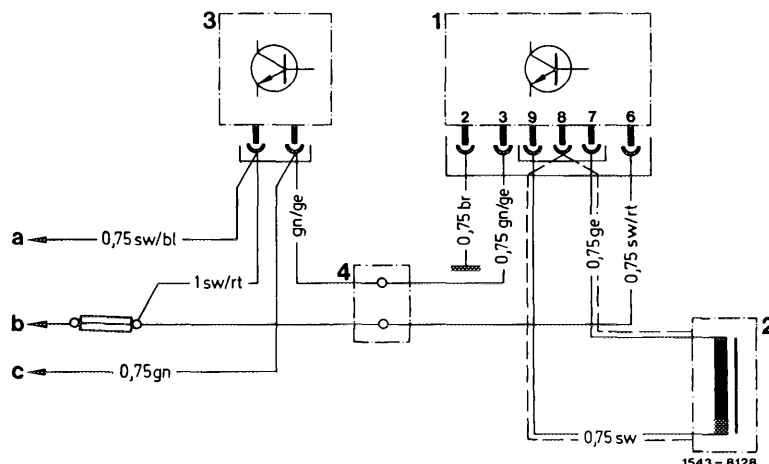 3
1
2 3 9 8 7 6
a
0,75 sw/bl
gn/ge
0,75 br
0,75 gn/ge
0,75 ge
0,75 sw/rt
1 sw/rt
4
b
2
c
0,75 gn
0,75 sw
1543-8128